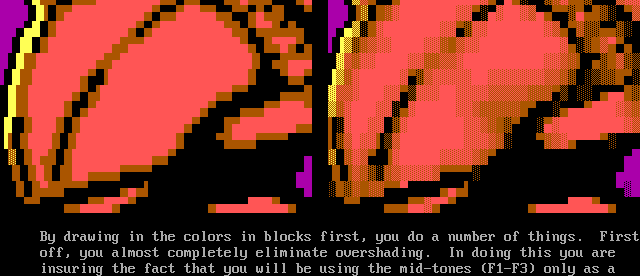 By drawing in the colors in blocks first, you do a number of things.  First
off, you almost completely eliminate overshading.  In doing this you are
insuring the fact that you will be using the mid-tones (F1-F3) only as a